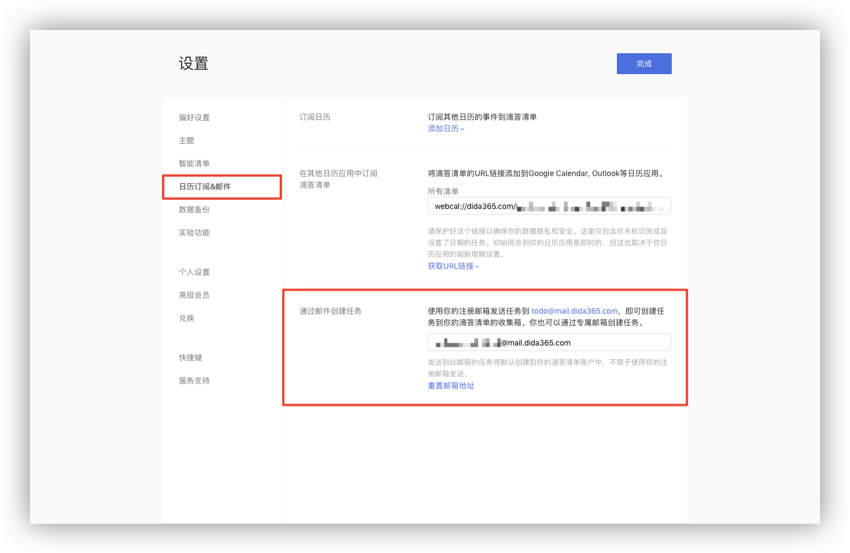 设置
完成
偏好设置
主题
智能清单
日历订阅&邮件
数据备份
实验功能
个人设置
高级会员
兑换
快捷键
服务支持
订阅日历
订阅其他日历的事件到滴答清单
添加日历
在其他日历应用中订阅
滴答清单
将滴答清单的URL链接添加到Google Calendar, Outlook等日历应用。
所有清单
webcal://dida365.com/
请保护好这个链接以确保你的数据隐私和安全。这里仅包含你未标记完成且
设置了日期的任务。初始同步到你的日历应用是即时的，但这也取决于你日
历应用的刷新周期设置。
获取URL链接
通过邮件创建任务
使用你的注册邮箱发送任务到 todo@mail.dida365.com，即可创建任
务到你的滴答清单的收集箱。你也可以通过专属邮箱创建任务。
@mail.dida365.com
发送到此邮箱的任务将默认创建到你的滴答清单账户中，不限于使用你的注
册邮箱发送。
重置邮箱地址